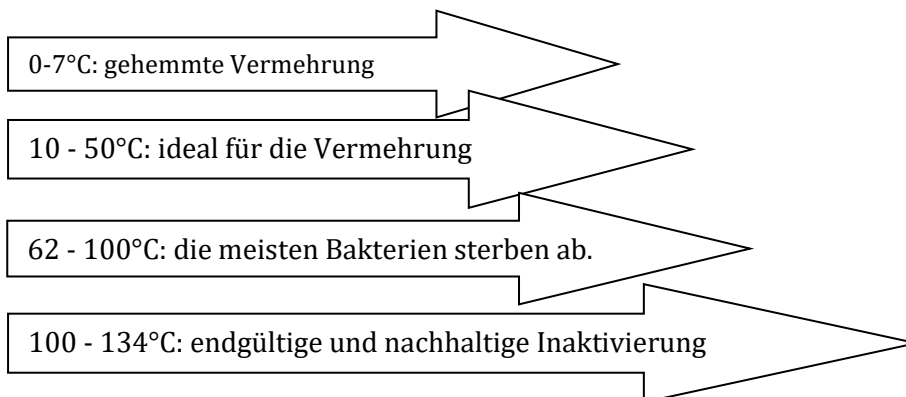 0-7°C: gehemmte Vermehrung
10 - 50°C: ideal für die Vermehrung
62 - 100°C: die meisten Bakterien sterben ab.
100 - 134°C: endgültige und nachhaltige Inaktivierung